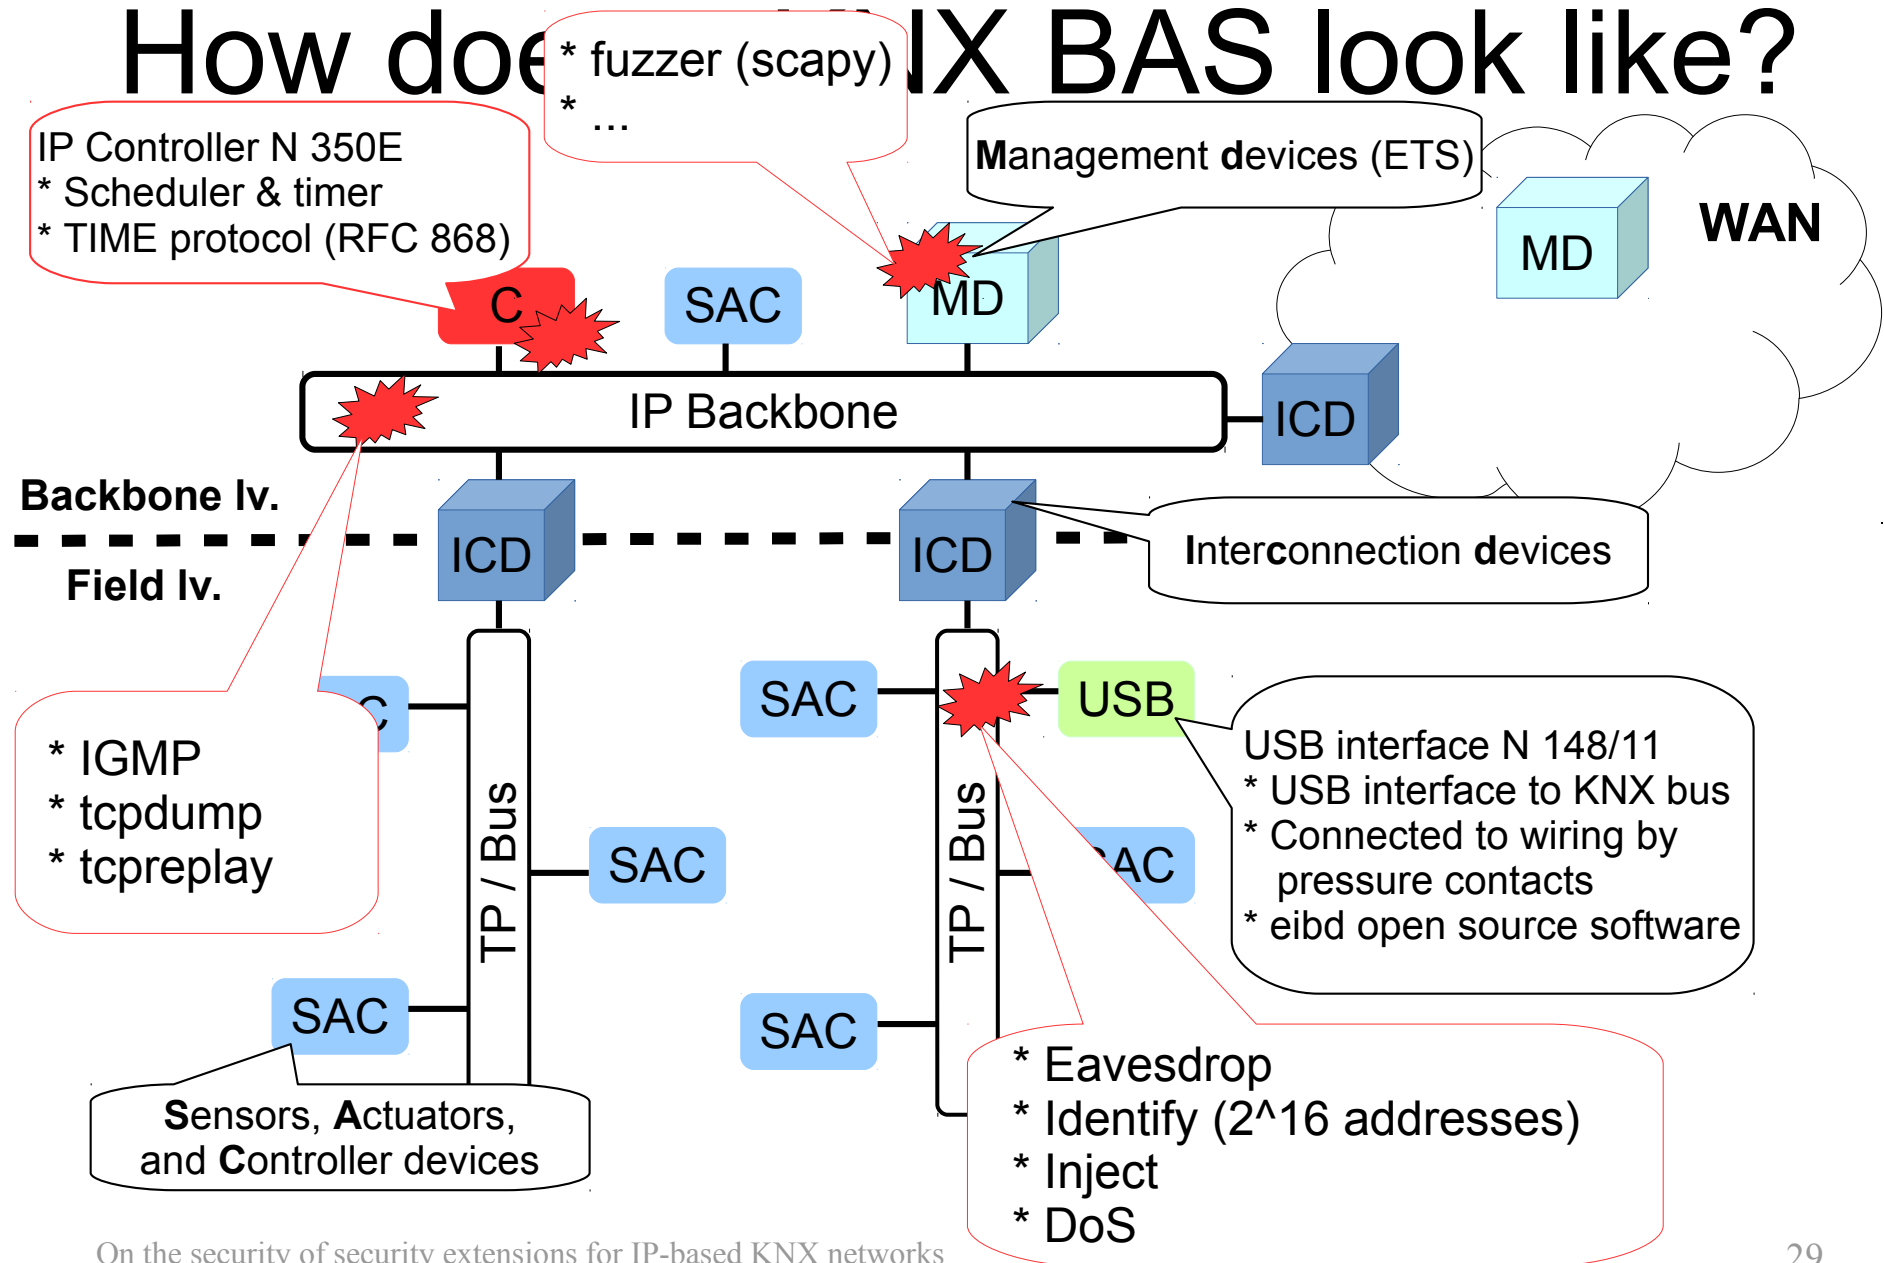 How doe NX BAS look like?
* fuzzer (scapy)
* ...
IP Controller N 350E
* Scheduler & timer
* TIME protocol (RFC 868)
Management devices (ETS)
WAN
MD
C
SAC
MD
IP Backbone
ICD
Backbone lv.
ICD
ICD
Interconnection devices
Field lv.
C
SAC
USB
* IGMP
* tcpdump
* tcpreplay
USB interface N 148/11
* USB interface to KNX bus
* Connected to wiring by
pressure contacts
* eibd open source software
TP / Bus
SAC
TP / Bus
AC
SAC
SAC
Sensors, Actuators,
and Controller devices
* Eavesdrop
* Identify (2^16 addresses)
* Inject
* DoS
On the security of security extensions for IP-based KNX networks
29